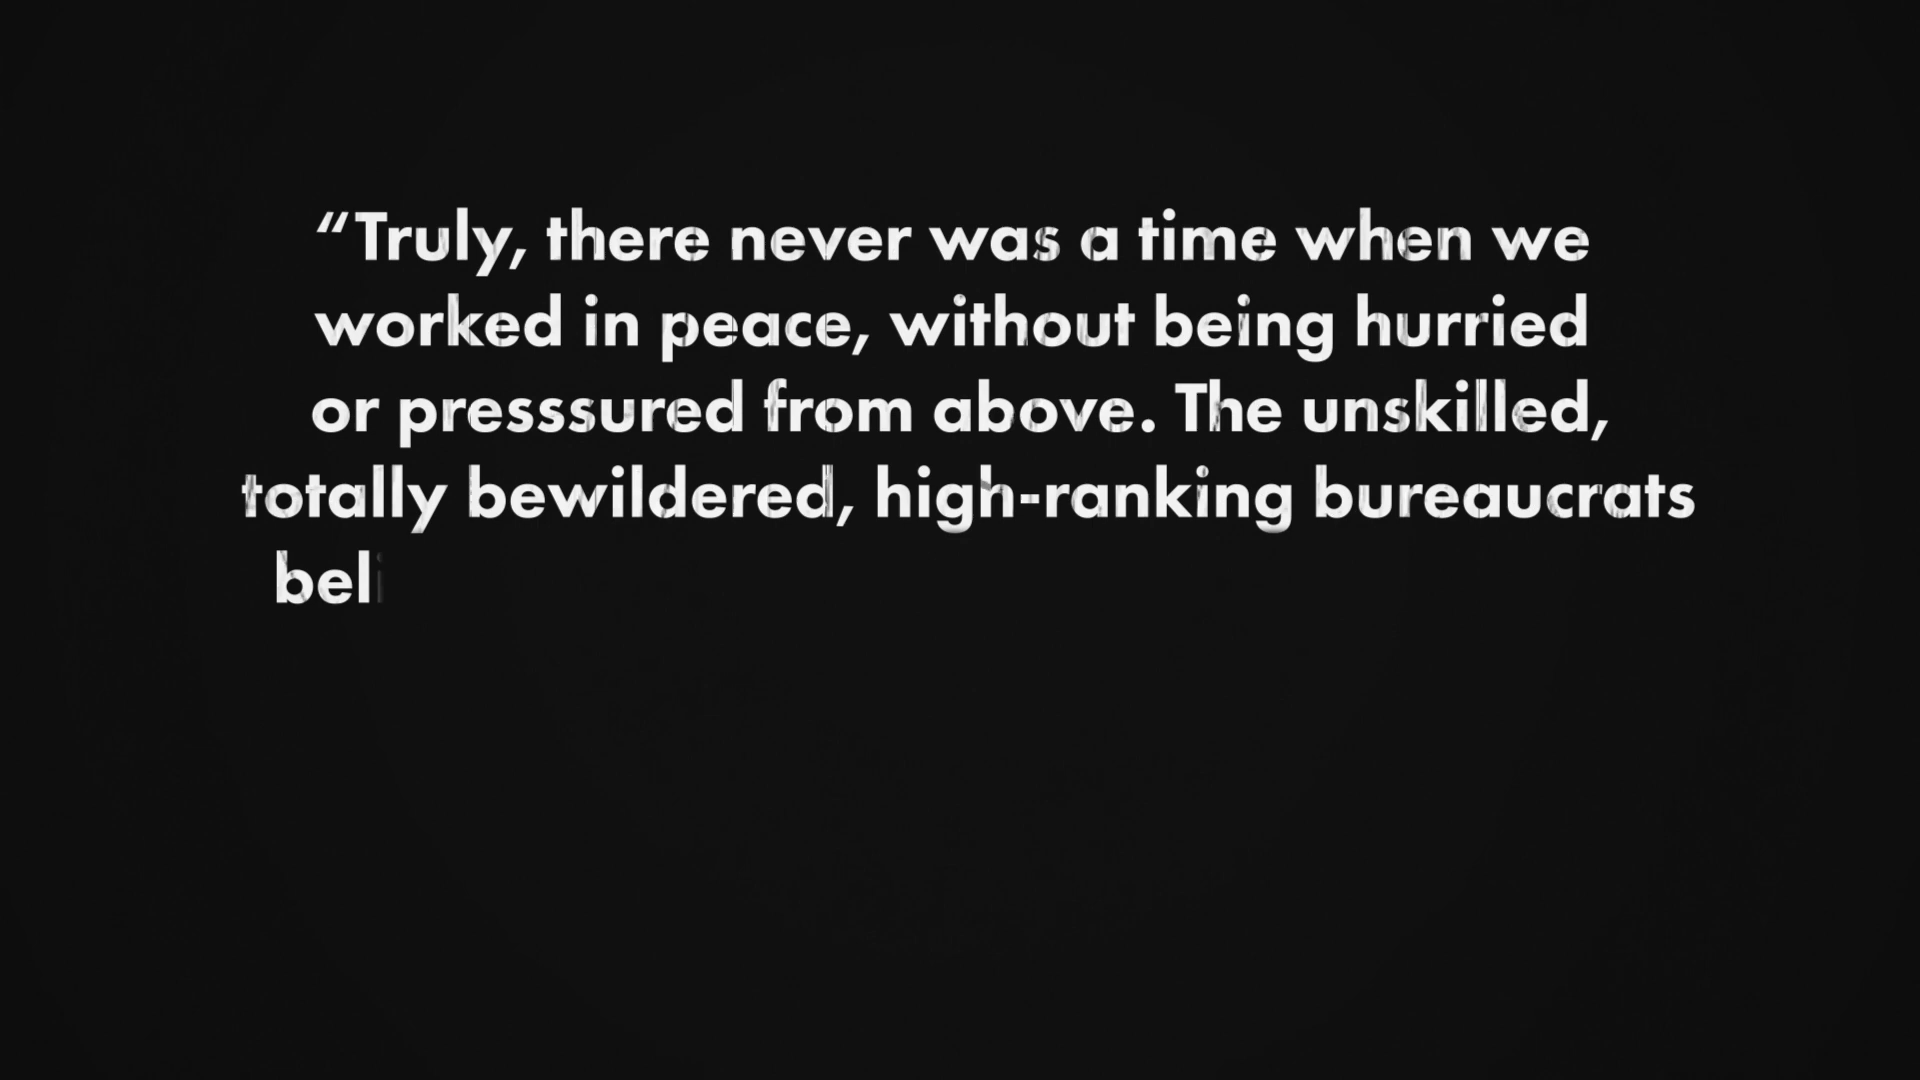 “Truly, there never was a time when we
worked in peace, without being hurried
or presssured from above. The unskilled,
totally bewildered, high-ranking bureaucrats
beli